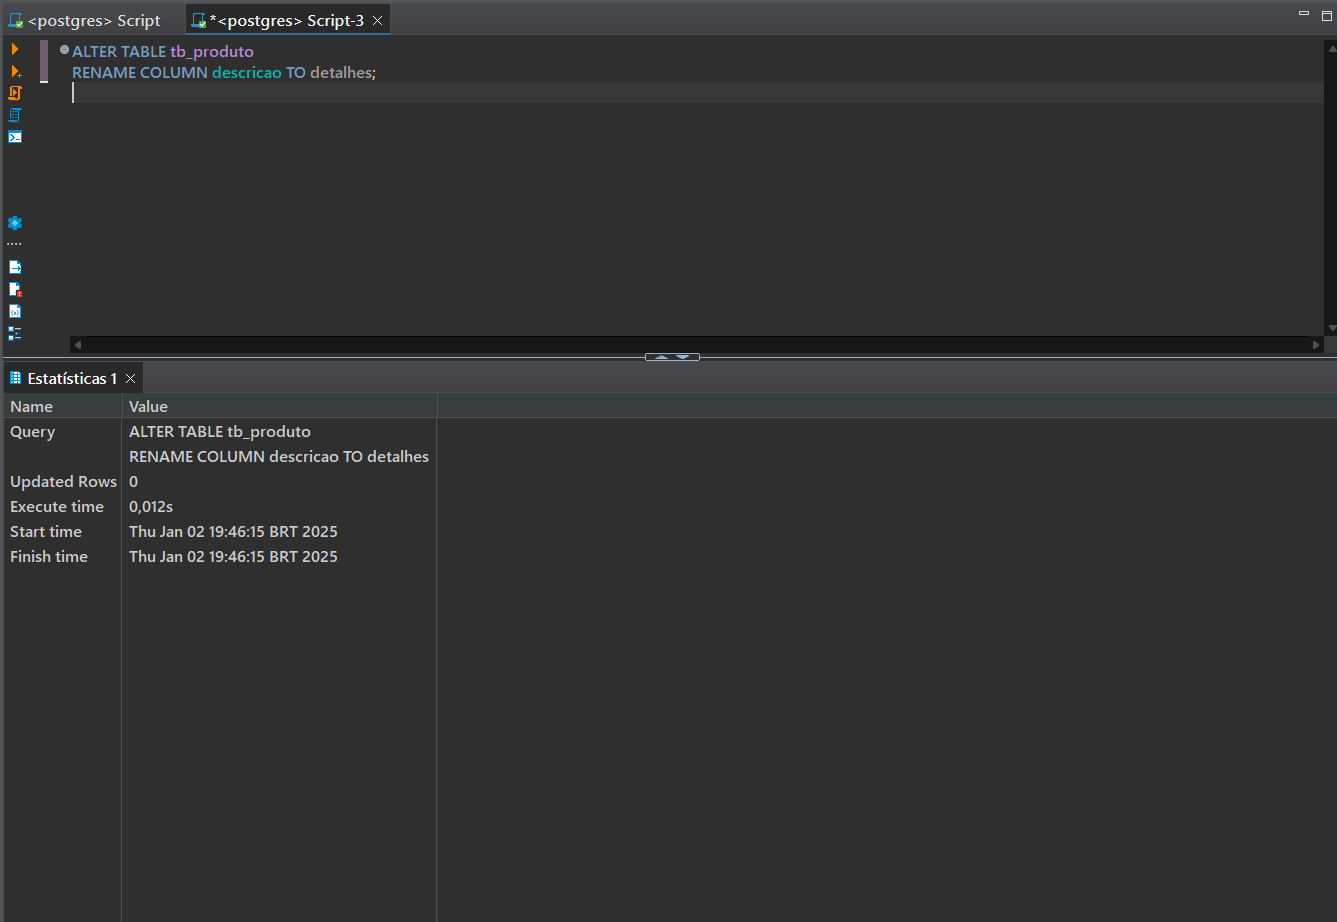 <postgres> Script
*<postgres> Script-3
ALTER TABLE tb_produto
RENAME COLUMN descricao TO detalhes;
Estatísticas 1
Name Value
Query ALTER TABLE tb_produto
RENAME COLUMN descricao TO detalhes
Updated Rows 0
Execute time 0,012s
Start time Thu Jan 02 19:46:15 BRT 2025
Finish time Thu Jan 02 19:46:15 BRT 2025